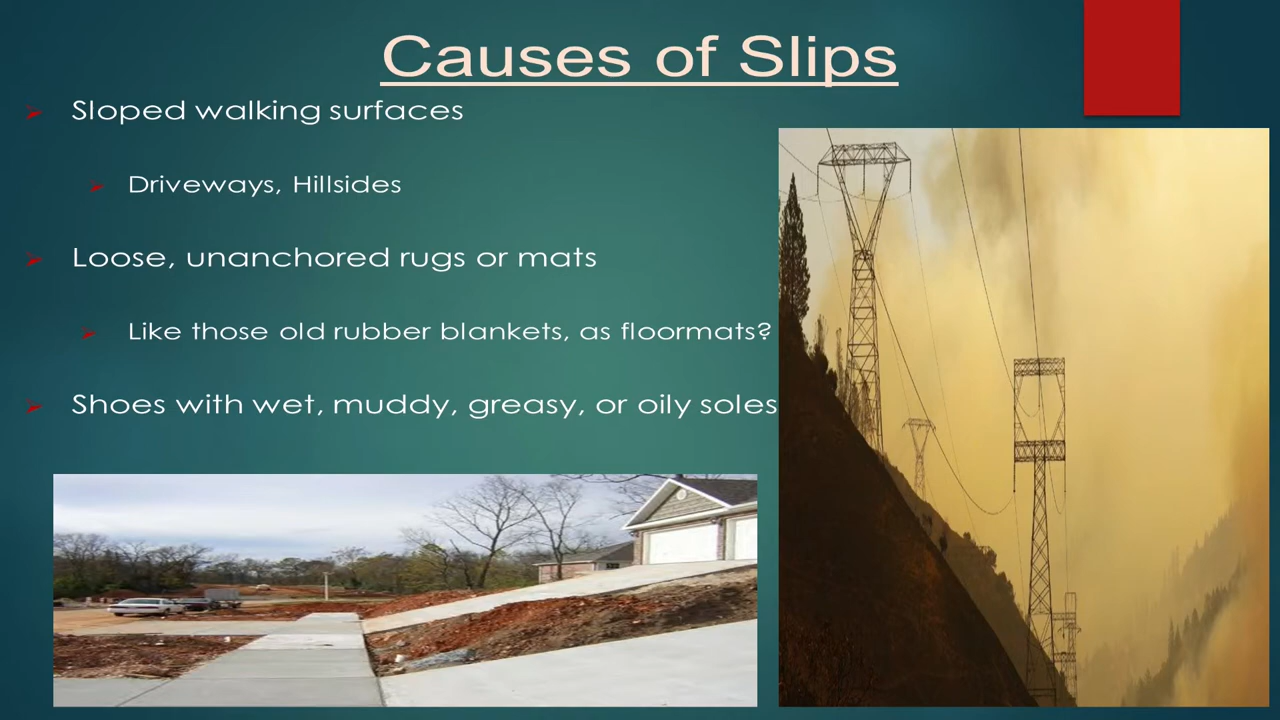 Causes of Slips
Sloped walking surfaces
Driveways, Hillsides
Loose, unanchored rugs or mats
Like those old rubber blankets, as floormats?
Shoes with wet, muddy, greasy, or oily soles